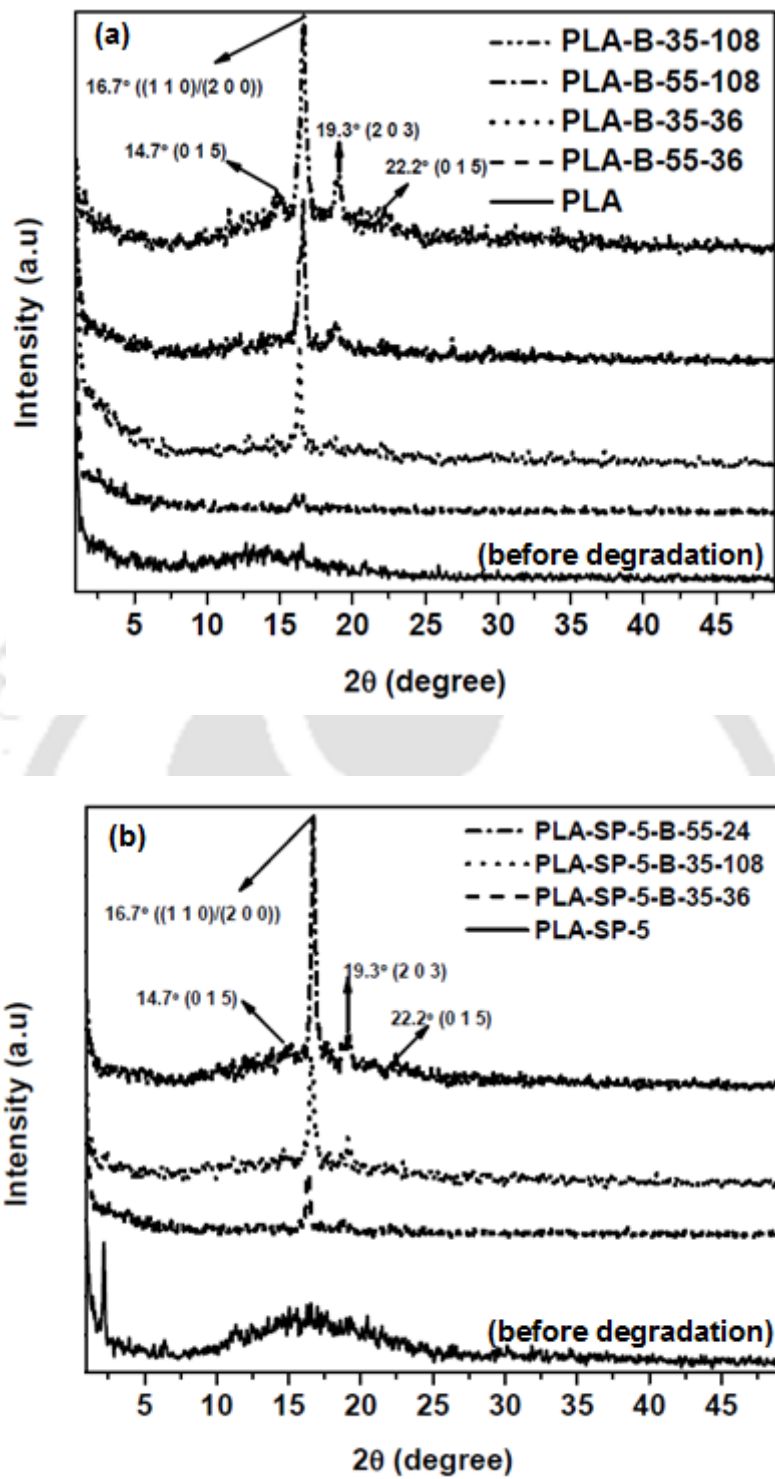 (a)
PLA-B-35-108
PLA-B-55-108
PLA-B-35-36
PLA-B-55-36
PLA
16.7° ((1 1 0)/(2 0 0))
14.7° (0 1 5)
19.3° (2 0 3)
22.2° (0 1 5)
(before degradation)
Intensity (a.u)
5 10 15 20 25 30 35 40 45
2θ (degree)
(b)
PLA-SP-5-B-55-24
PLA-SP-5-B-35-108
PLA-SP-5-B-35-36
PLA-SP-5
16.7° ((1 1 0)/(2 0 0))
14.7° (0 1 5)
19.3° (2 0 3)
22.2° (0 1 5)
(before degradation)
Intensity (a.u)
5 10 15 20 25 30 35 40 45
2θ (degree)